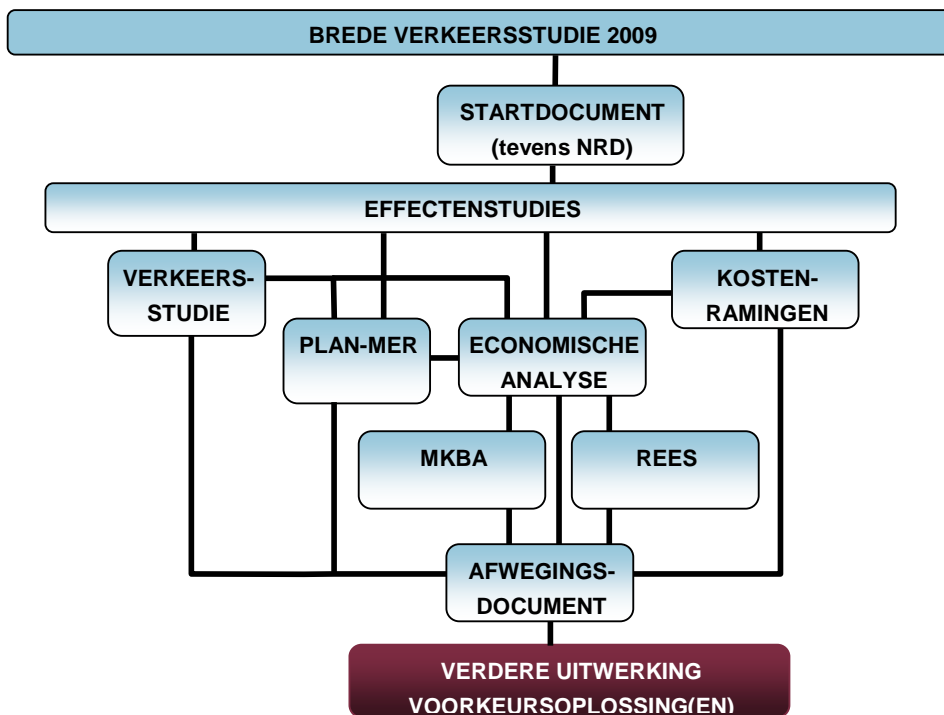 BREDE VERKEERSSTUDIE 2009
STARTDOCUMENT
(tevens NRD)
EFFECTENSTUDIES
VERKEERS-
STUDIE
KOSTEN-
RAMINGEN
PLAN-MER
ECONOMISCHE
ANALYSE
MKBA
REES
AFWEGINGS-
DOCUMENT
VERDERE UITWERKING
VOORKEURSOPLOSSING(EN)